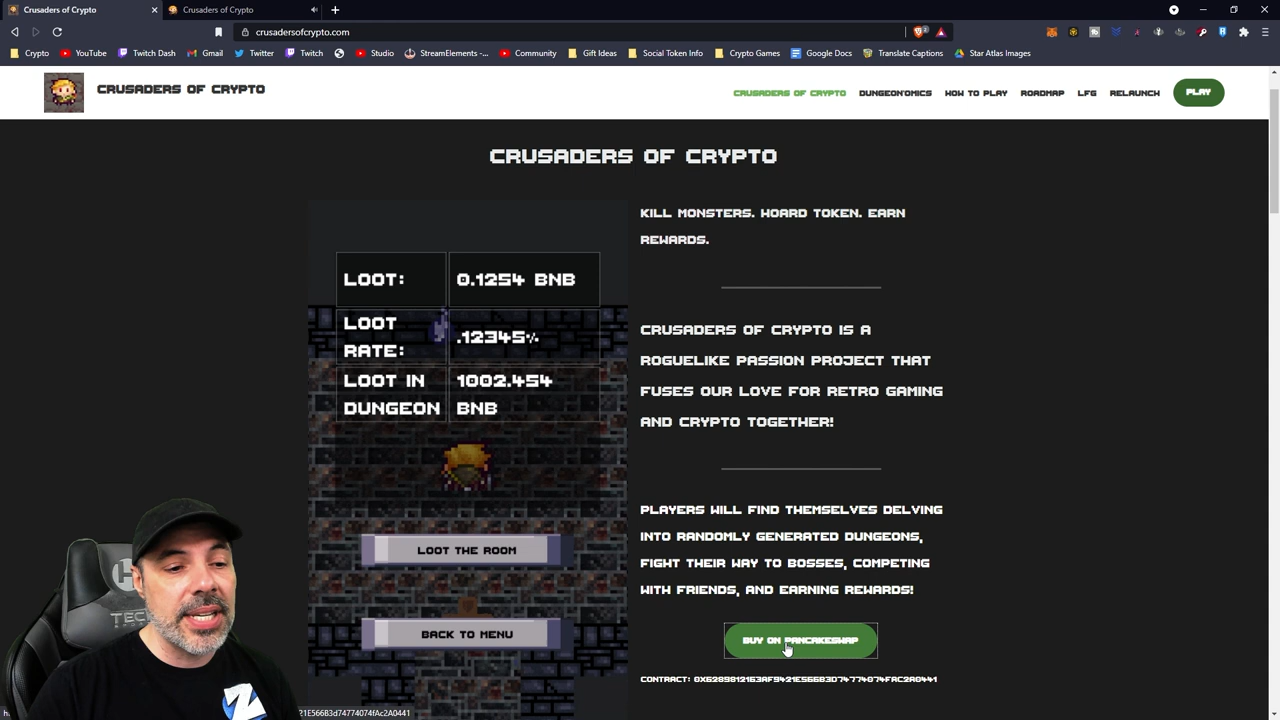 Crusaders of Crypto
Crusaders of Crypto
crusadersofcrypto.com
2
Crypto
YouTube
Twitch Dash
Gmail
Twitter
Twitch
Studio
StreamElements -...
Community
Gift Ideas
Social Token Info
Crypto Games
Google Docs
Translate Captions
Star Atlas Images
CRUSADERS OF CRYPTO
CRUSADERS OF CRYPTO
DUNGEON'OMICS
HOW TO PLAY
ROADMAP
LFG
RELAUNCH
PLAY
CRUSADERS OF CRYPTO
LOOT: 0.1254 BNB
LOOT RATE: .12345%
LOOT IN DUNGEON 1002.454 BNB
LOOT THE ROOM
BACK TO MENU
KILL MONSTERS. HOARD TOKEN. EARN
REWARDS.
CRUSADERS OF CRYPTO IS A
ROGUELIKE PASSION PROJECT THAT
FUSES OUR LOVE FOR RETRO GAMING
AND CRYPTO TOGETHER!
PLAYERS WILL FIND THEMSELVES DELVING
INTO RANDOMLY GENERATED DUNGEONS,
FIGHT THEIR WAY TO BOSSES, COMPETING
WITH FRIENDS, AND EARNING REWARDS!
BUY ON PANCAKESWAP
CONTRACT:
TECH